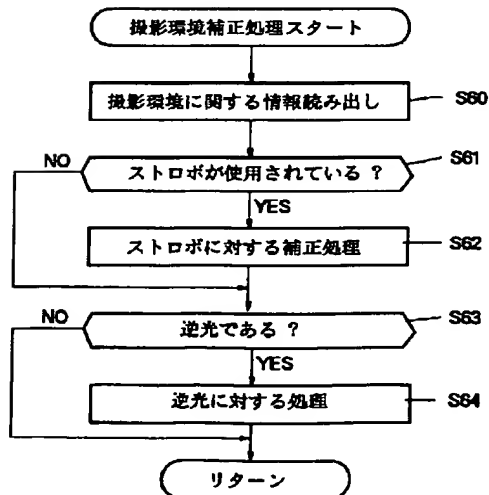 撮影環境補正処理スタート
撮影環境に関する情報読み出し
S60
NO
ストロボが使用されている ?
S61
YES
ストロボに対する補正処理
S62
NO
逆光である ?
S63
YES
逆光に対する処理
S64
リターン